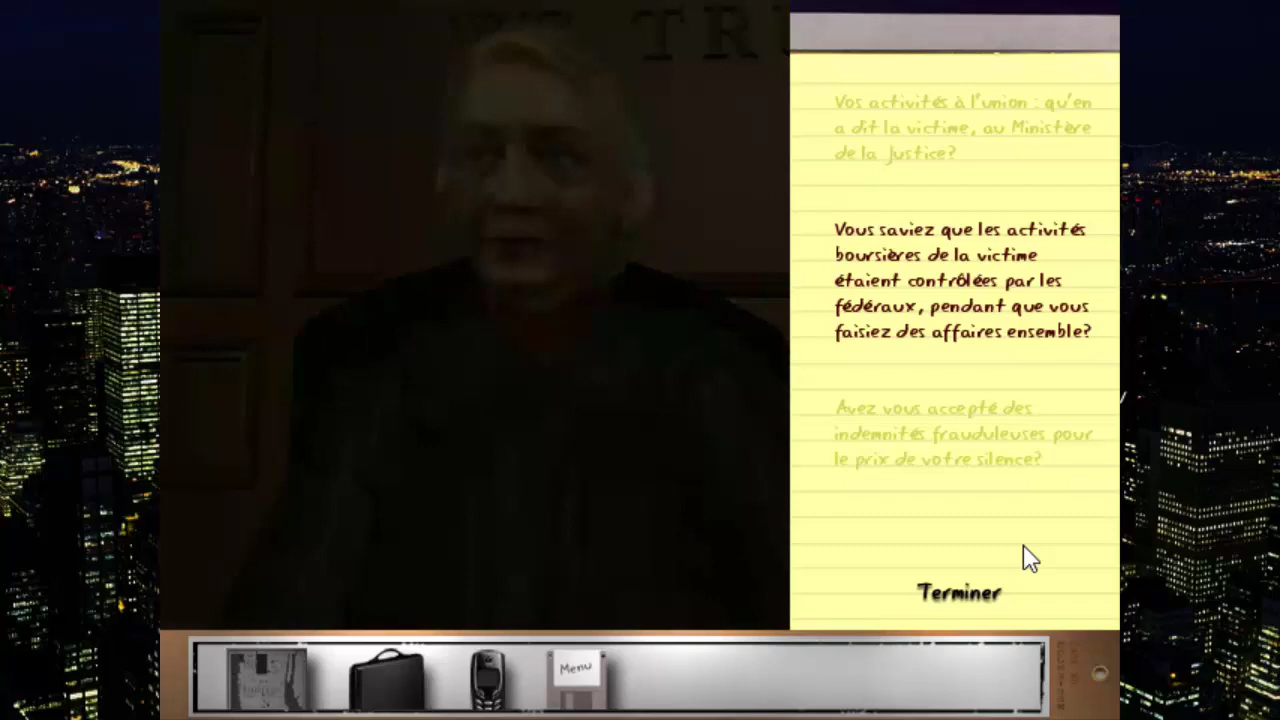 TRU
Vos activités à l'union : qu'en
a dit la victime, au Ministère
de la Justice?
Vous saviez que les activités
boursières de la victime
étaient contrôlées par les
fédéraux, pendant que vous
faisiez des affaires ensemble?
Avez vous accepté des
indemnités frauduleuses pour
le prix de votre silence?
Terminer
Menu